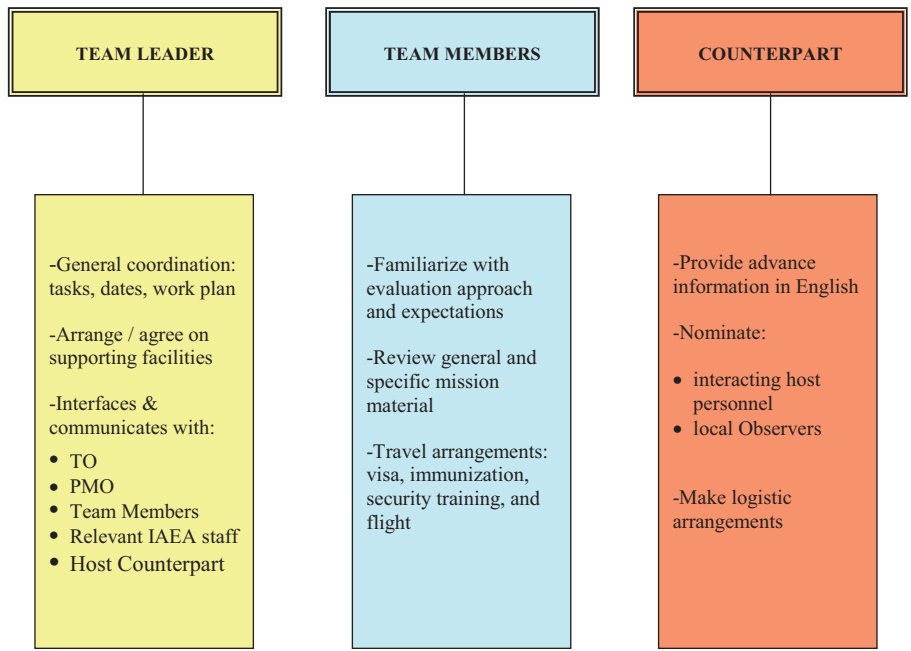 TEAM LEADER
-General coordination:
tasks, dates, work plan
-Arrange / agree on
supporting facilities
-Interfaces &
communicates with:
• TO
• PMO
• Team Members
• Relevant IAEA staff
• Host Counterpart
TEAM MEMBERS
-Familiarize with
evaluation approach
and expectations
-Review general and
specific mission
material
-Travel arrangements:
visa, immunization,
security training, and
flight
COUNTERPART
-Provide advance
information in English
-Nominate:
• interacting host
personnel
• local Observers
-Make logistic
arrangements